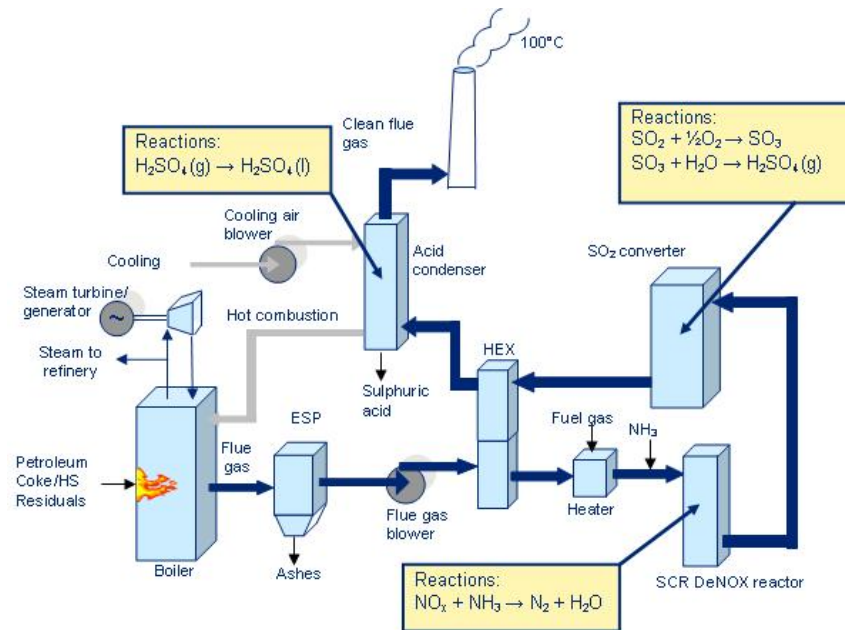 100°C
Reactions:
SO₂ + ½O₂ → SO₃
SO₃ + H₂O → H₂SO₄(g)
Reactions:
H₂SO₄(g) → H₂SO₄(l)
Clean flue
gas
Cooling air
blower
Cooling
Acid
condenser
SO₂ converter
Steam turbine/
generator
~
Hot combustion
HEX
Steam to
refinery
Sulphuric
acid
ESP
Fuel gas
NH₃
Flue
gas
Petroleum
Coke/HS
Residuals
Heater
Flue gas
blower
Boiler
Ashes
SCR DeNOX reactor
Reactions:
NOₓ + NH₃ → N₂ + H₂O